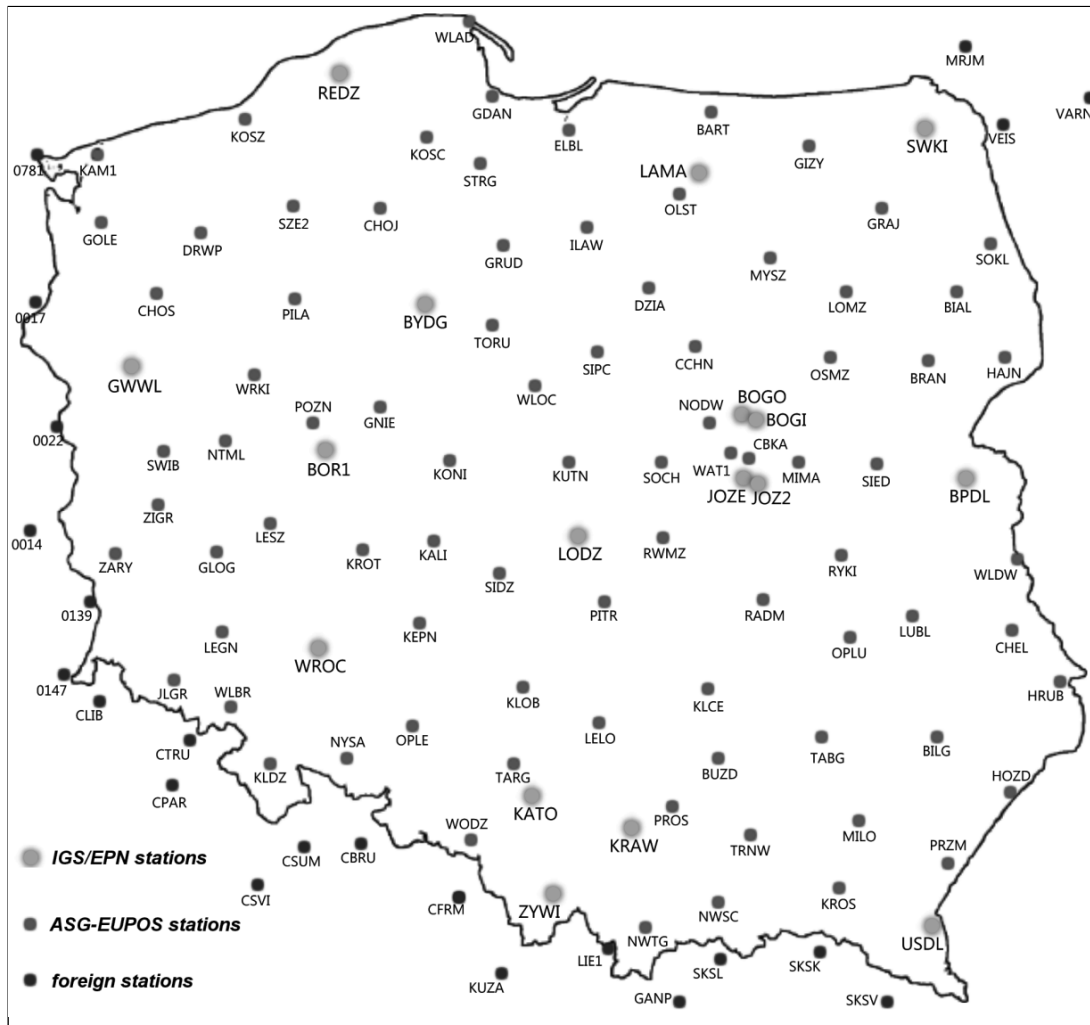 WLAD
MRJM
REDZ
VARN
GDAN
KOSZ
BART
VEIS
KOSC
ELBL
SWKI
GIZY
0781
KAM1
LAMA
STRG
OLST
SZE2
CHOJ
GRAJ
GOLE
DRWP
ILAW
SOKL
GRUD
MYSZ
0017
CHOS
PILA
DZIA
LOMZ
BIAL
BYDG
TORU
GWWL
SIPC
CCHN
OSMZ
BRAN
HAJN
WRKI
WLOC
BOGO
POZN
GNIE
NODW
BOGI
0022
CBKA
SWIB
NTML
BOR1
KONI
KUTN
SOCH
WAT1
MIMA
SIED
JOZE
JOZ2
BPDL
ZIGR
0014
LESZ
LODZ
ZARY
GLOG
KROT
KALI
RWMZ
RYKI
WLDW
SIDZ
0139
PITR
RADM
LEGN
KEPN
LUBL
OPLU
CHEL
WROC
0147
JLGR
WLBR
KLOB
KLCE
HRUB
CLIB
CTRU
NYSA
OPLE
LELO
TABG
BILG
KLDZ
TARG
BUZD
HOZD
CPAR
KATO
PROS
WODZ
KRAW
TRNW
MILO
PRZM
IGS/EPN stations
CSUM
CBRU
CSVI
CFRM
ZYWI
NWSC
KROS
ASG-EUPOS stations
NWTG
USDL
LIE1
foreign stations
KUZA
SKSL
SKSK
GANP
SKSV